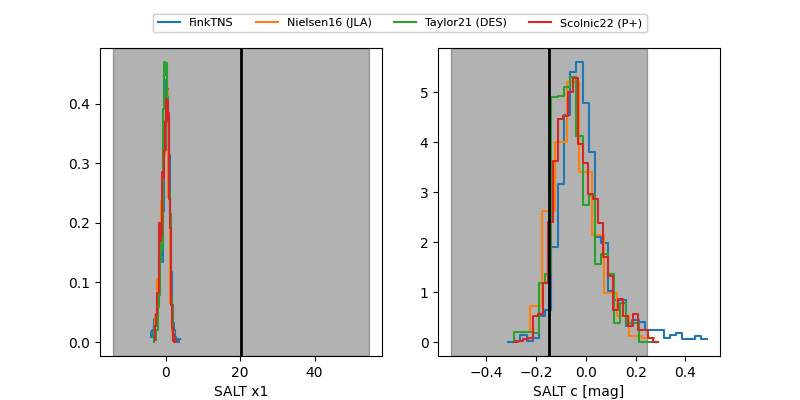 FinkTNS Nielsen16 (JLA) Taylor21 (DES) Scolnic22 (P+)
0.4
0.3
0.2
0.1
0.0
0 20 40
SALT x1
5
4
3
2
1
0
−0.4 −0.2 0.0 0.2 0.4
SALT c [mag]